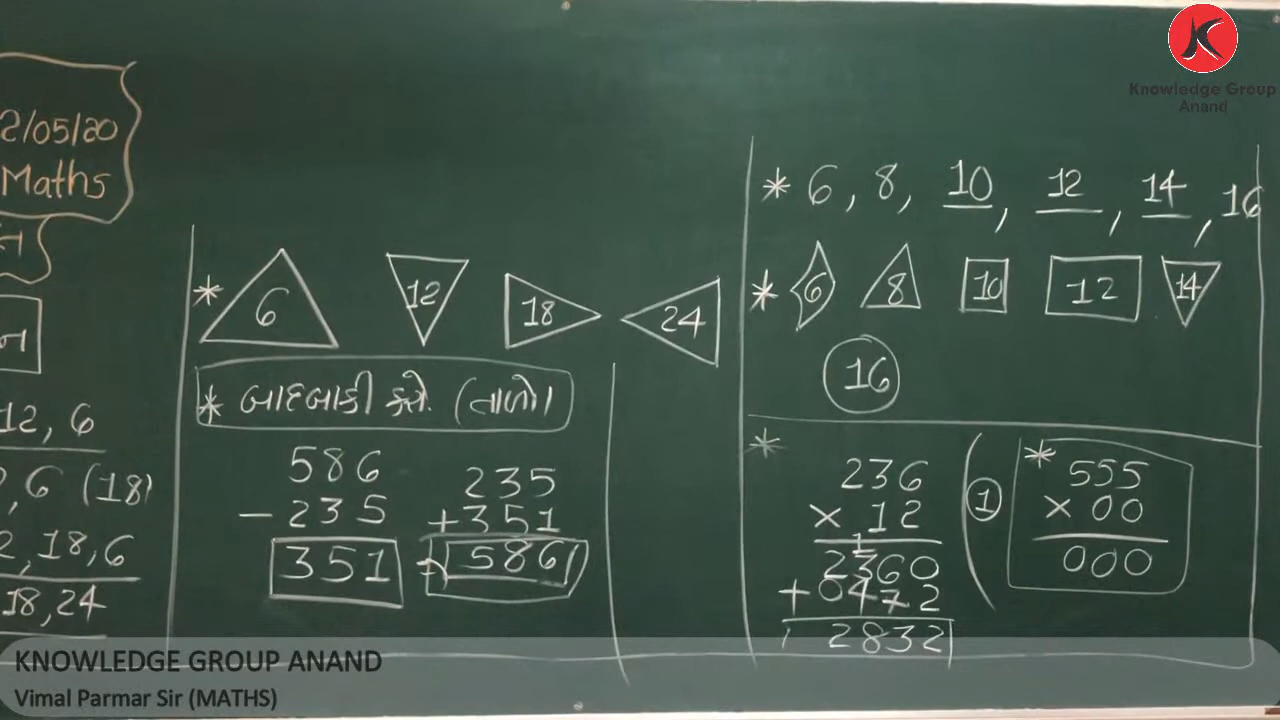 Knowledge Group
Anand
2/05/20
Maths
ન
ન
12, 6
, 6 (18)
2, 18, 6
18, 24
* 6 12 18 24
* બાદબાકી કરો. (તાળો)
586
- 235
351
235
+351
586
* 6, 8, 10, 12, 14, 16
* 6 8 10 12 14
16
*
236
× 12
1
2360
+ 0472
2832
1
* 555
× 00
000
KNOWLEDGE GROUP ANAND
Vimal Parmar Sir (MATHS)